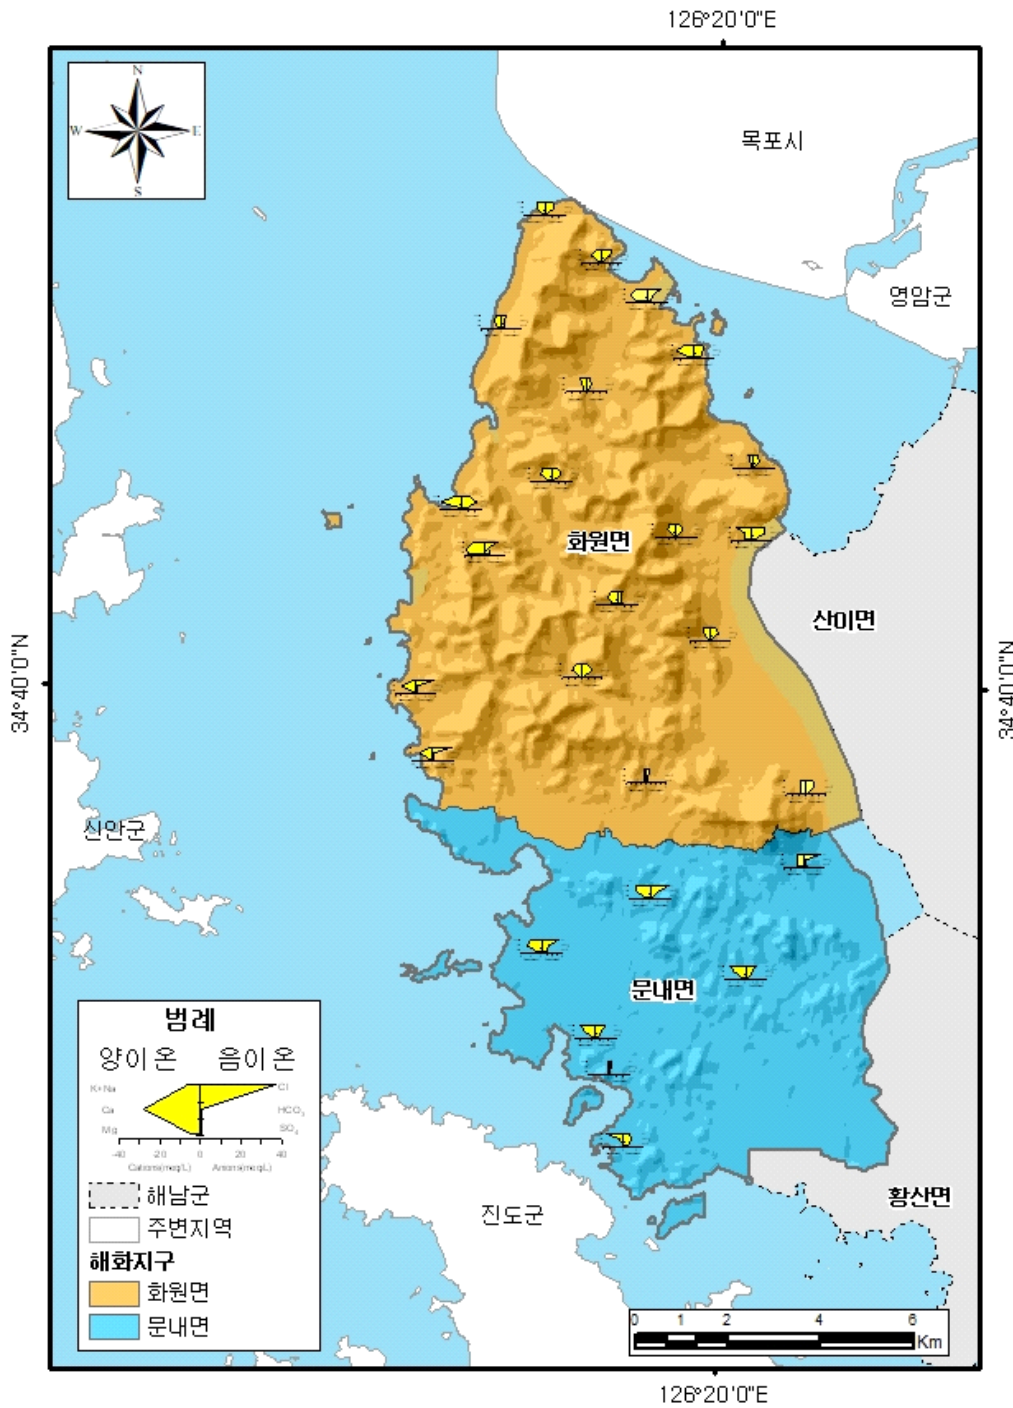 126°20'0"E
N
W
E
S
목포시
영암군
화원면
산이면
34°40'0"N
34°40'0"N
신안군
문내면
범례
양이온 음이온
K+Na
Cl
Ca
HCO₃
Mg
SO₄
-40 -20 0 20 40
Cations(meq/L) Anions(meq/L)
해남군
주변지역
해화지구
화원면
문내면
진도군
황산면
0 1 2 4 6
Km
126°20'0"E